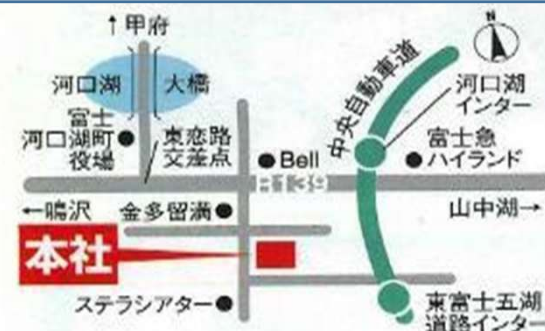 ↑甲府
N
河口湖
大橋
中央自動車道
河口湖
インター
富士
河口湖町
役場
東恋路
交差点
Bell
富士急
ハイランド
R139
←鳴沢
金多留満
山中湖→
本社
ステラシアター
東富士五湖
道路インター